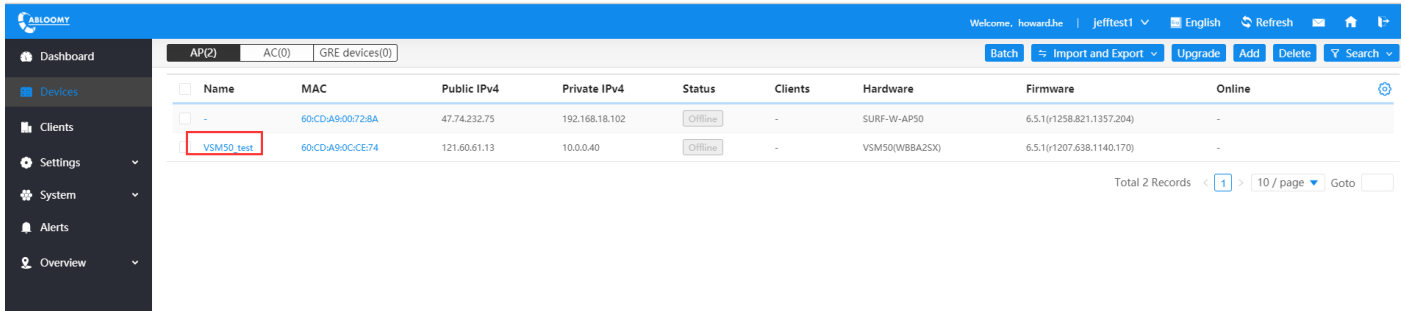 ABLOOMY
Welcome, howard.he | jefftest1 English Refresh
Dashboard
Devices
Clients
Settings
System
Alerts
Overview
AP(2) AC(0) GRE devices(0)
Batch Import and Export Upgrade Add Delete Search
Name MAC Public IPv4 Private IPv4 Status Clients Hardware Firmware Online
- 60:CD:A9:00:72:8A 47.74.232.75 192.168.18.102 Offline - SURF-W-AP50 6.5.1(r1258.821.1357.204) -
VSM50_test 60:CD:A9:0C:CE:74 121.60.61.13 10.0.0.40 Offline - VSM50(WBBA2SX) 6.5.1(r1207.638.1140.170) -
Total 2 Records < 1 > 10 / page Goto